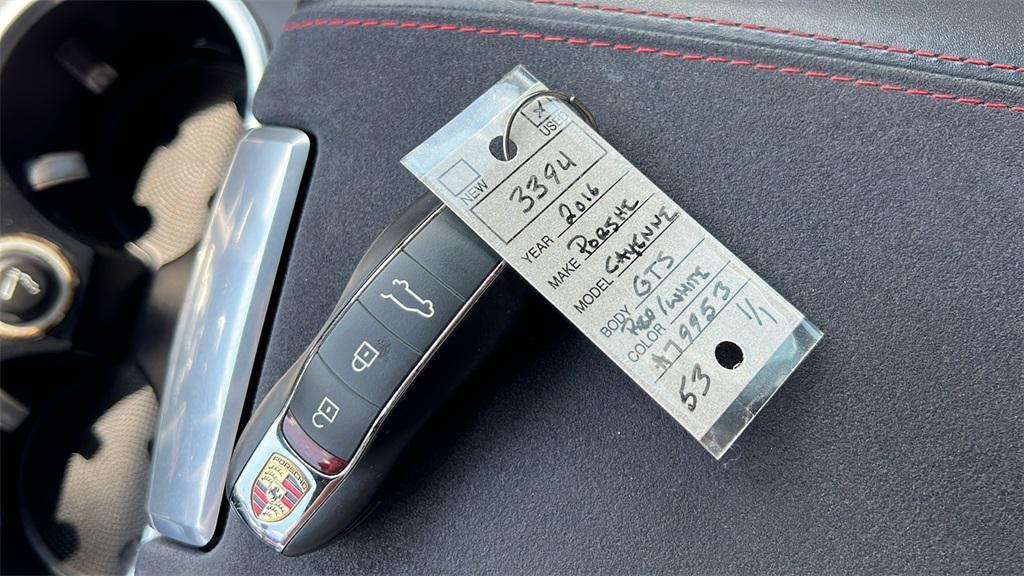 USED
NEW
3394
YEAR 2016
MAKE PORSHE
MODEL CAYENNE
BODY GTS
COLOR RED/WHITE
A79953
53 1/1
PORSCHE